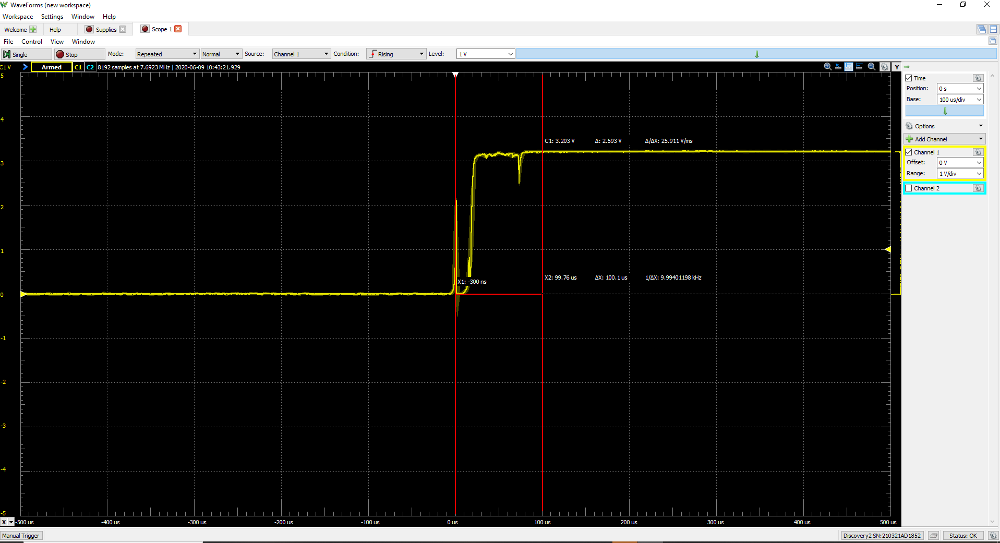 WaveForms (new workspace)
Workspace Settings Window Help
Welcome Help Supplies Scope 1
File Control View Window
Single Stop Mode: Repeated Normal Source: Channel 1 Condition: Rising Level: 1 V
C1 V Armed C1 C2 8192 samples at 7.6923 MHz | 2020-06-09 10:43:21.929 Y
Time
Position: 0 s
Base: 100 us/div
Options
Add Channel
Channel 1
Offset: 0 V
Range: 1 V/div
Channel 2
5
4
3
2
1
0
-1
-2
-3
-4
-5
C1: 3.203 V Δ: 2.593 V Δ/ΔX: 25.911 V/ms
X1: -300 ns
X2: 99.76 us ΔX: 100.1 us 1/ΔX: 9.99401198 kHz
X -500 us -400 us -300 us -200 us -100 us 0 us 100 us 200 us 300 us 400 us 500 us
Manual Trigger Discovery2 SN:210321AD1852 Status: OK